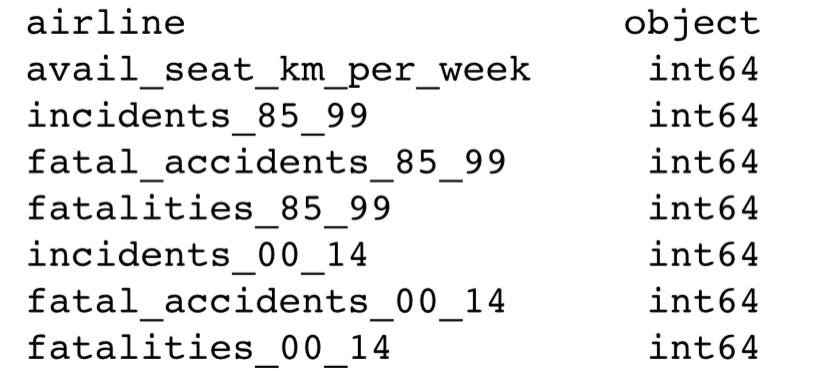 airline object
avail_seat_km_per_week int64
incidents_85_99 int64
fatal_accidents_85_99 int64
fatalities_85_99 int64
incidents_00_14 int64
fatal_accidents_00_14 int64
fatalities_00_14 int64